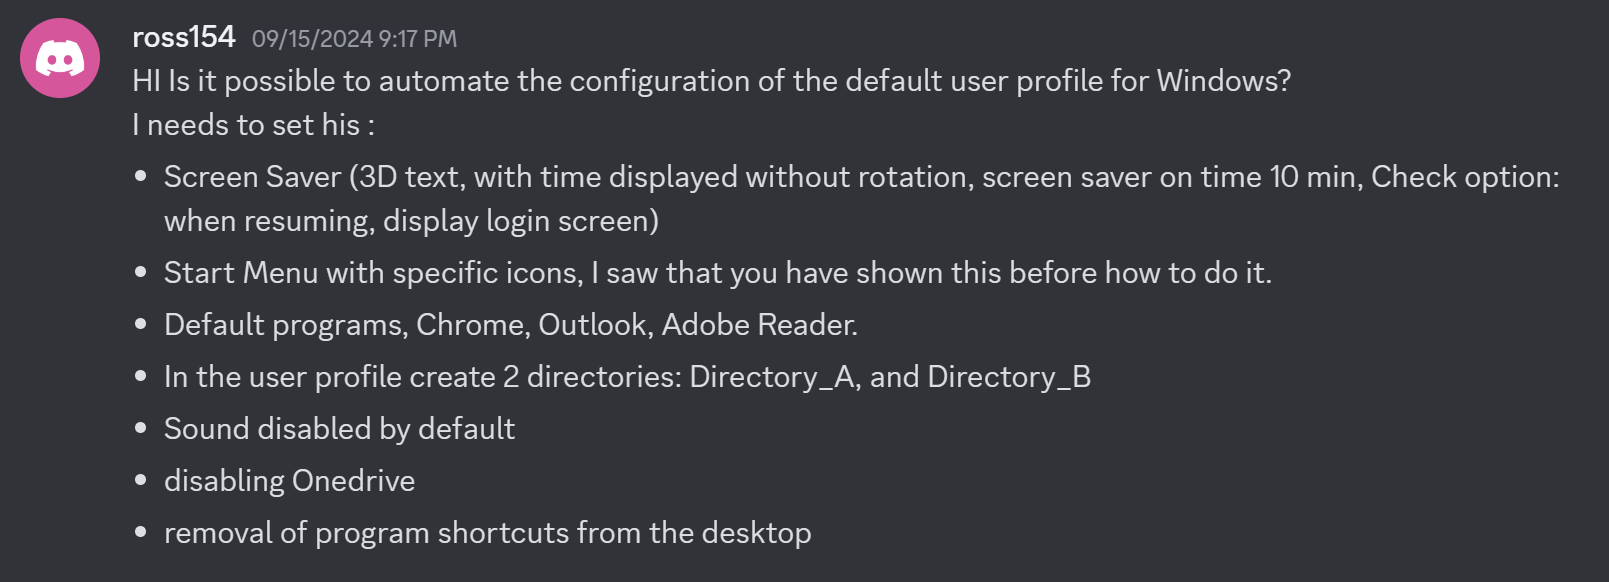 ross154 09/15/2024 9:17 PM
HI Is it possible to automate the configuration of the default user profile for Windows?
I needs to set his :
• Screen Saver (3D text, with time displayed without rotation, screen saver on time 10 min, Check option:
when resuming, display login screen)
• Start Menu with specific icons, I saw that you have shown this before how to do it.
• Default programs, Chrome, Outlook, Adobe Reader.
• In the user profile create 2 directories: Directory_A, and Directory_B
• Sound disabled by default
• disabling Onedrive
• removal of program shortcuts from the desktop